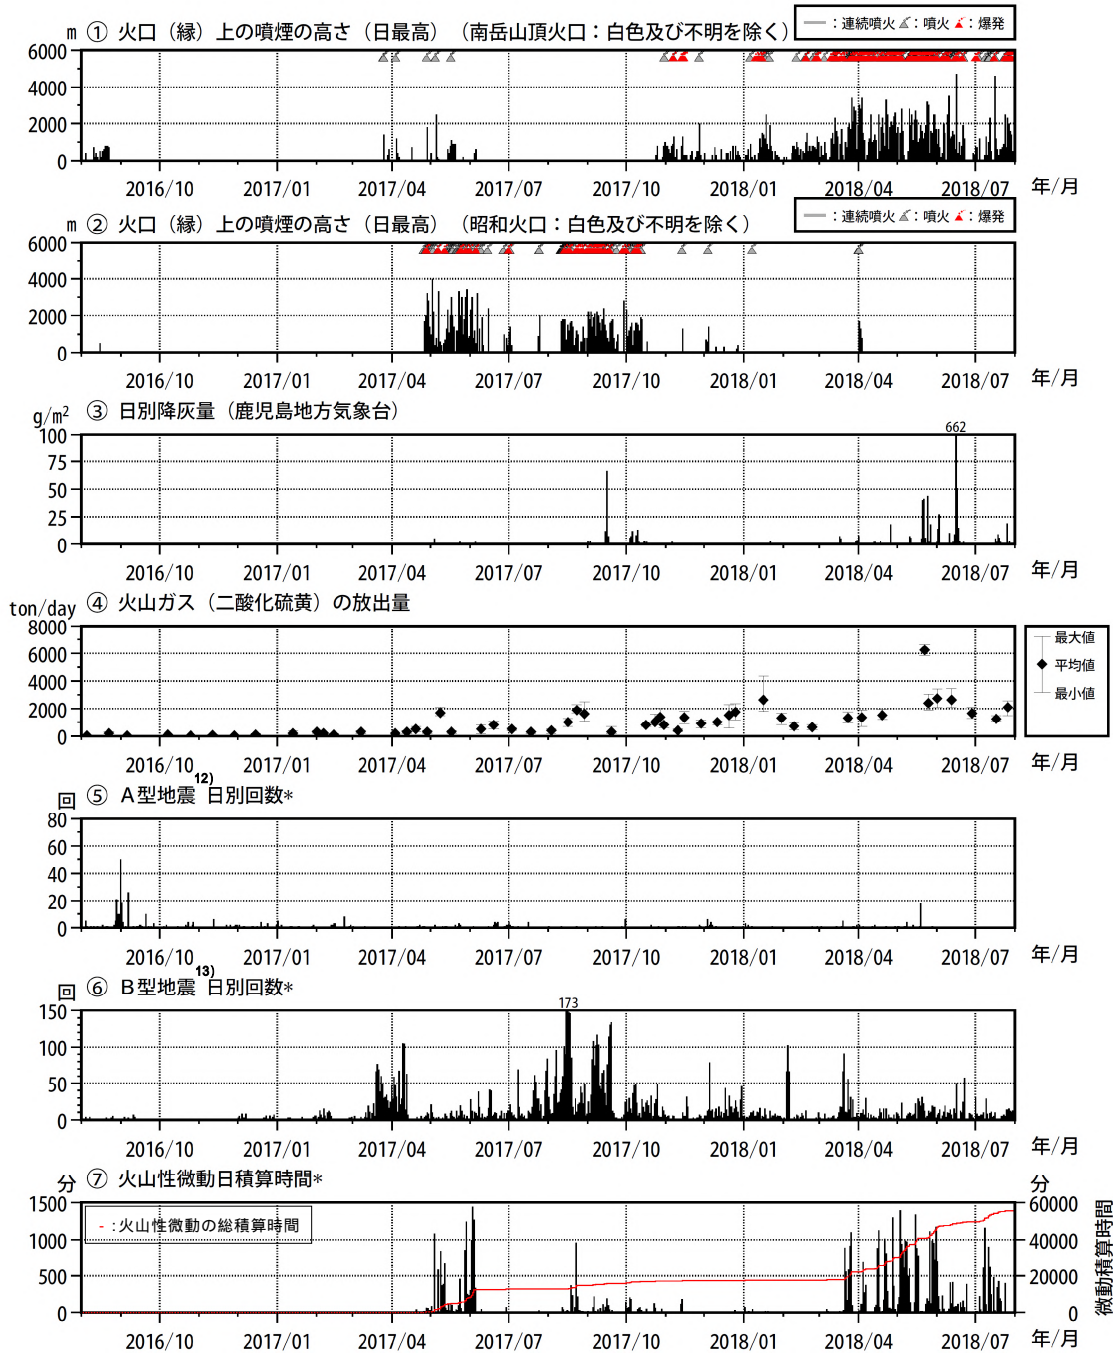 m ① 火口（縁）上の噴煙の高さ（日最高）（南岳山頂火口：白色及び不明を除く）
：連続噴火 ：噴火 ：爆発
6000
4000
2000
0
2016/10 2017/01 2017/04 2017/07 2017/10 2018/01 2018/04 2018/07 年/月
m ② 火口（縁）上の噴煙の高さ（日最高）（昭和火口：白色及び不明を除く）
：連続噴火 ：噴火 ：爆発
6000
4000
2000
0
2016/10 2017/01 2017/04 2017/07 2017/10 2018/01 2018/04 2018/07 年/月
g/m² ③ 日別降灰量（鹿児島地方気象台）
662
100
75
50
25
0
2016/10 2017/01 2017/04 2017/07 2017/10 2018/01 2018/04 2018/07 年/月
ton/day ④ 火山ガス（二酸化硫黄）の放出量
8000
6000
4000
2000
0
最大値
平均値
最小値
2016/10 2017/01 2017/04 2017/07 2017/10 2018/01 2018/04 2018/07 年/月
回 ⑤ A型地震12)日別回数*
80
60
40
20
0
2016/10 2017/01 2017/04 2017/07 2017/10 2018/01 2018/04 2018/07 年/月
回 ⑥ B型地震13)日別回数*
173
150
100
50
0
2016/10 2017/01 2017/04 2017/07 2017/10 2018/01 2018/04 2018/07 年/月
分 ⑦ 火山性微動日積算時間* 分
-：火山性微動の総積算時間
1500 60000
1000 40000
500 20000
0 0
微動積算時間
2016/10 2017/01 2017/04 2017/07 2017/10 2018/01 2018/04 2018/07 年/月